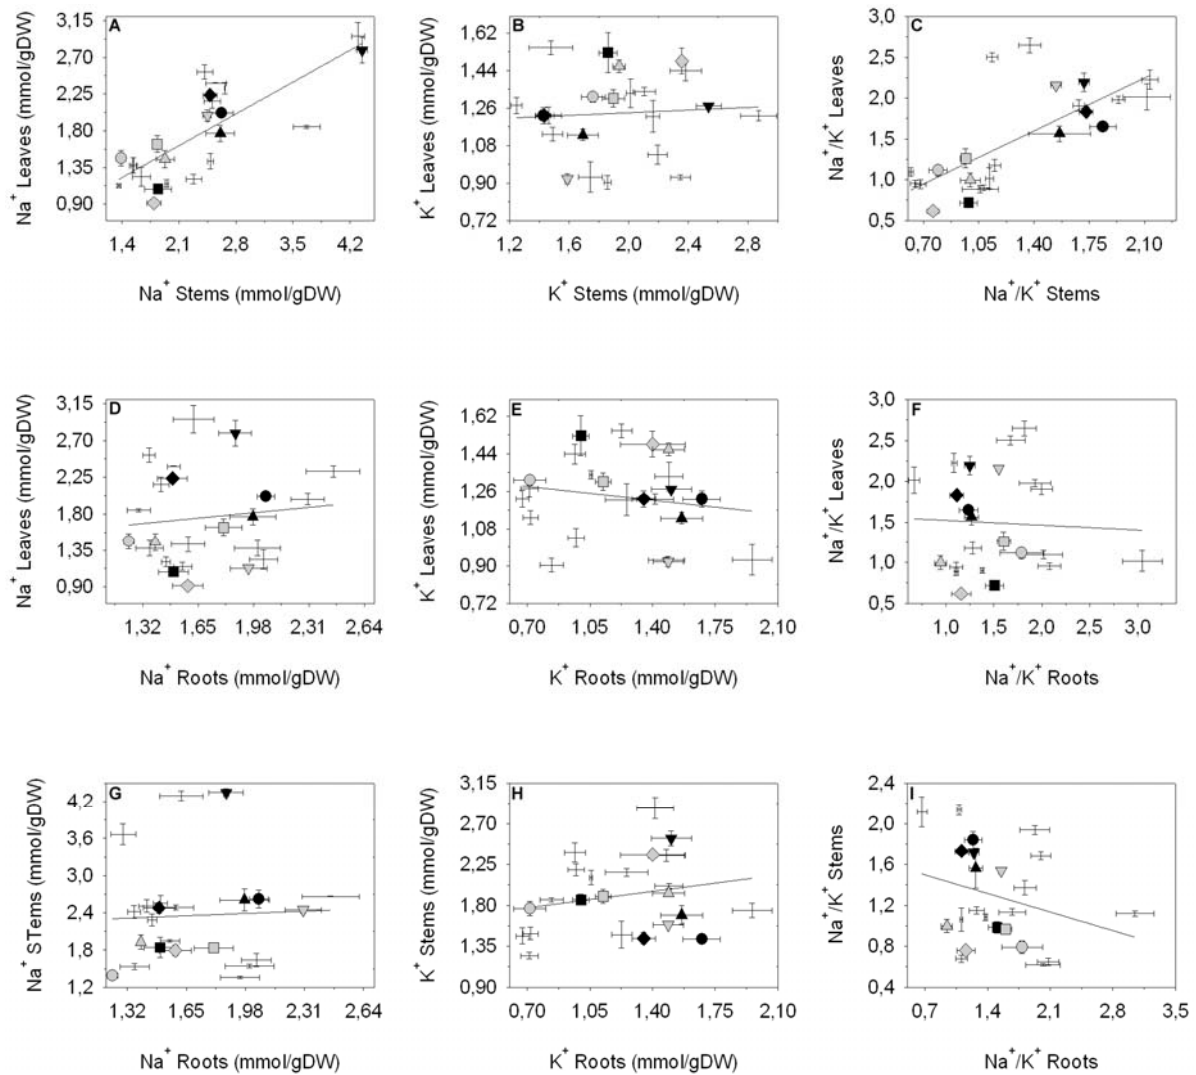 A
Na⁺ Leaves (mmol/gDW)
3,15
2,70
2,25
1,80
1,35
0,90
1,4 2,1 2,8 3,5 4,2
Na⁺ Stems (mmol/gDW)
B
K⁺ Leaves (mmol/gDW)
1,62
1,44
1,26
1,08
0,90
0,72
1,2 1,6 2,0 2,4 2,8
K⁺ Stems (mmol/gDW)
C
Na⁺/K⁺ Leaves
3,0
2,5
2,0
1,5
1,0
0,5
0,70 1,05 1,40 1,75 2,10
Na⁺/K⁺ Stems
D
Na⁺ Leaves (mmol/gDW)
3,15
2,70
2,25
1,80
1,35
0,90
1,32 1,65 1,98 2,31 2,64
Na⁺ Roots (mmol/gDW)
E
K⁺ Leaves (mmol/gDW)
1,62
1,44
1,26
1,08
0,90
0,72
0,70 1,05 1,40 1,75 2,10
K⁺ Roots (mmol/gDW)
F
Na⁺/K⁺ Leaves
3,0
2,5
2,0
1,5
1,0
0,5
1,0 1,5 2,0 2,5 3,0
Na⁺/K⁺ Roots
G
Na⁺ STems (mmol/gDW)
4,2
3,6
3,0
2,4
1,8
1,2
1,32 1,65 1,98 2,31 2,64
Na⁺ Roots (mmol/gDW)
H
K⁺ Stems (mmol/gDW)
3,15
2,70
2,25
1,80
1,35
0,90
0,70 1,05 1,40 1,75 2,10
K⁺ Roots (mmol/gDW)
I
Na⁺/K⁺ Stems
2,4
2,0
1,6
1,2
0,8
0,4
0,7 1,4 2,1 2,8 3,5
Na⁺/K⁺ Roots